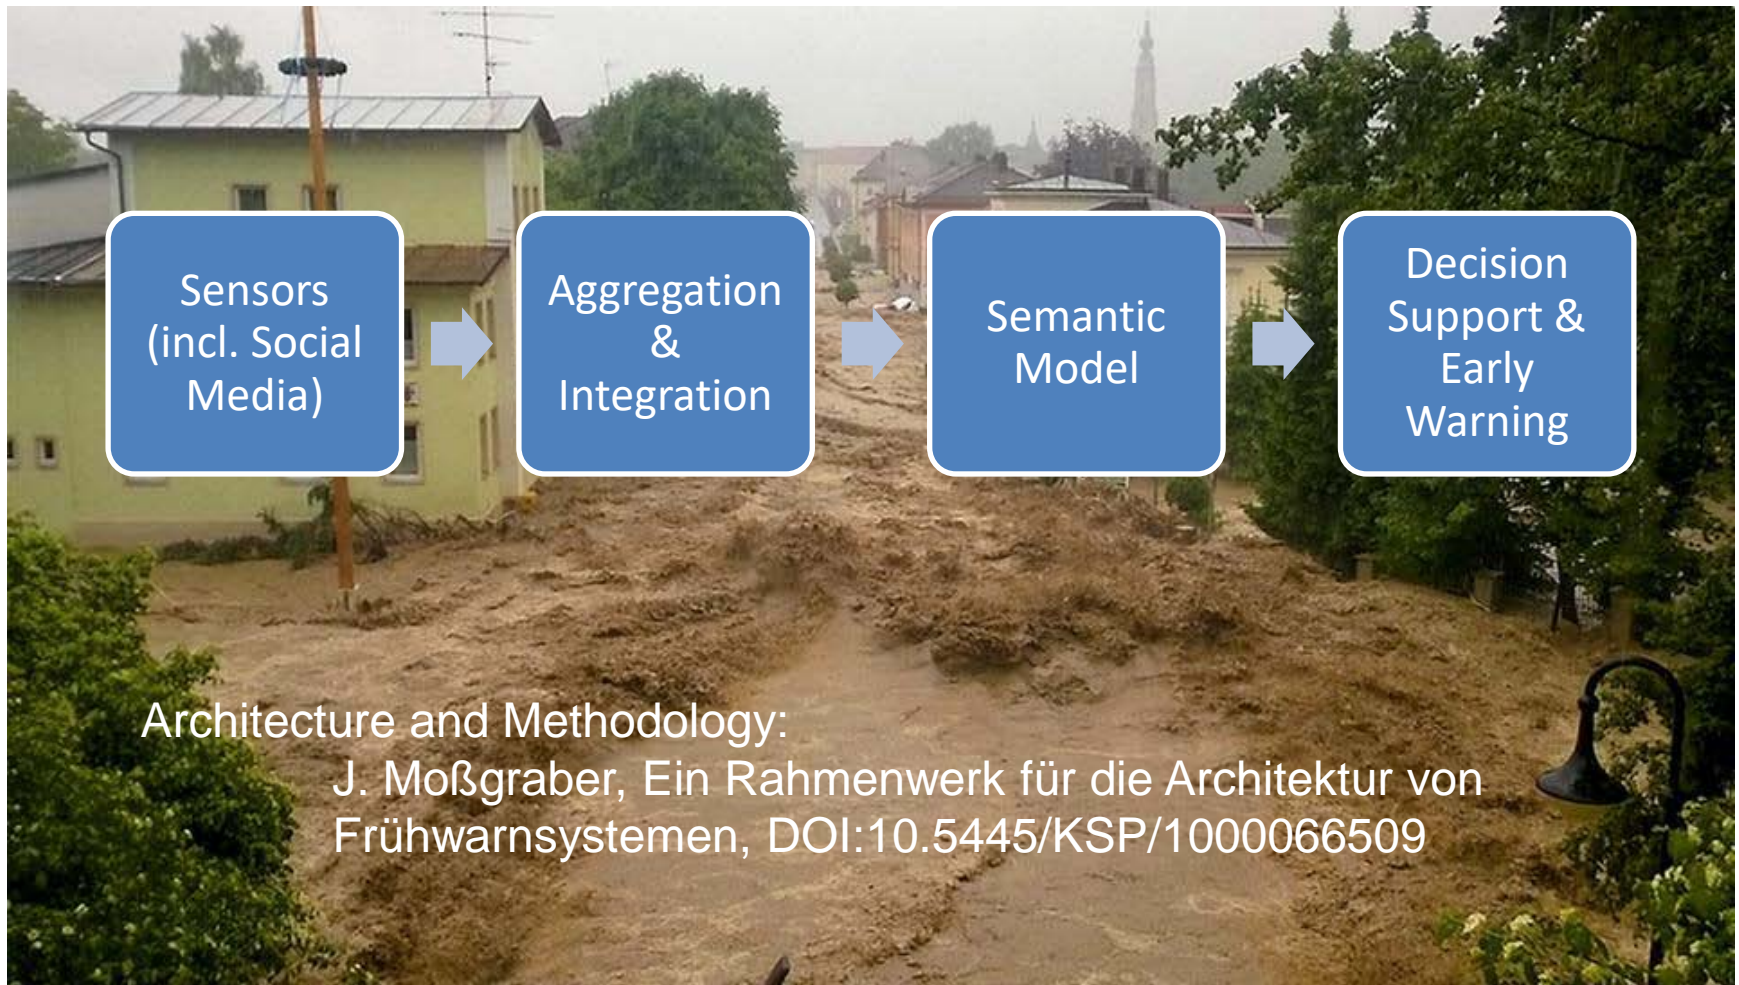 Sensors
(incl. Social
Media)
Aggregation
&
Integration
Semantic
Model
Decision
Support &
Early
Warning
Architecture and Methodology:
J. Moßgraber, Ein Rahmenwerk für die Architektur von
Frühwarnsystemen, DOI:10.5445/KSP/1000066509